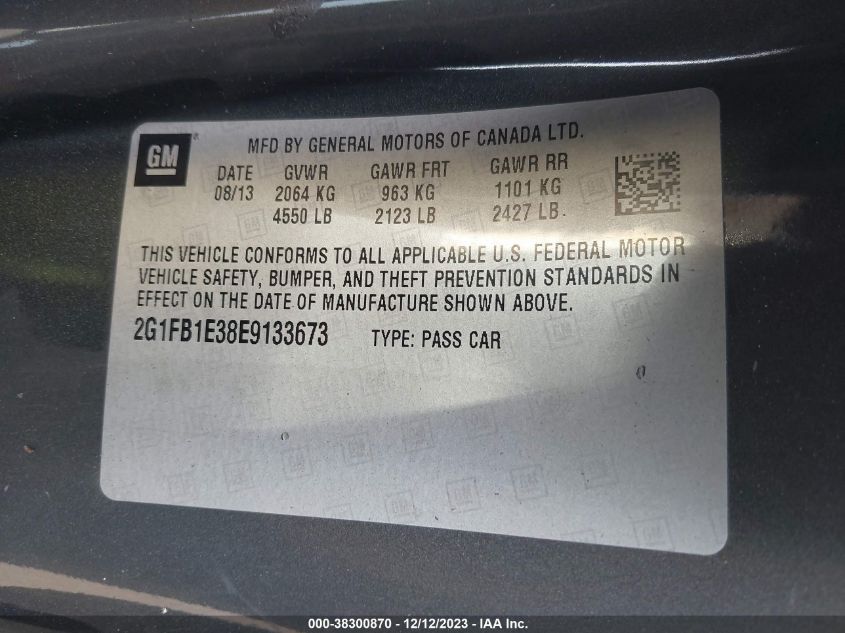 GM
MFD BY GENERAL MOTORS OF CANADA LTD.
DATE GVWR GAWR FRT GAWR RR
08/13 2064 KG 963 KG 1101 KG
4550 LB 2123 LB 2427 LB
THIS VEHICLE CONFORMS TO ALL APPLICABLE U.S. FEDERAL MOTOR
VEHICLE SAFETY, BUMPER, AND THEFT PREVENTION STANDARDS IN
EFFECT ON THE DATE OF MANUFACTURE SHOWN ABOVE.
2G1FB1E38E9133673 TYPE: PASS CAR
000-38300870 / 12/12/2023 - IAA Inc.